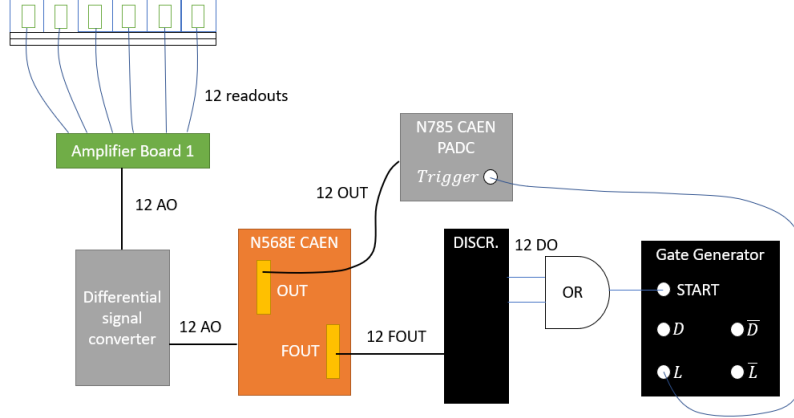 12 readouts
Amplifier Board 1
12 AO
Differential
signal
converter
12 AO
N568E CAEN
OUT
FOUT
12 OUT
12 FOUT
N785 CAEN
PADC
Trigger
DISCR.
12 DO
OR
Gate Generator
START
D
D̅
L
L̅